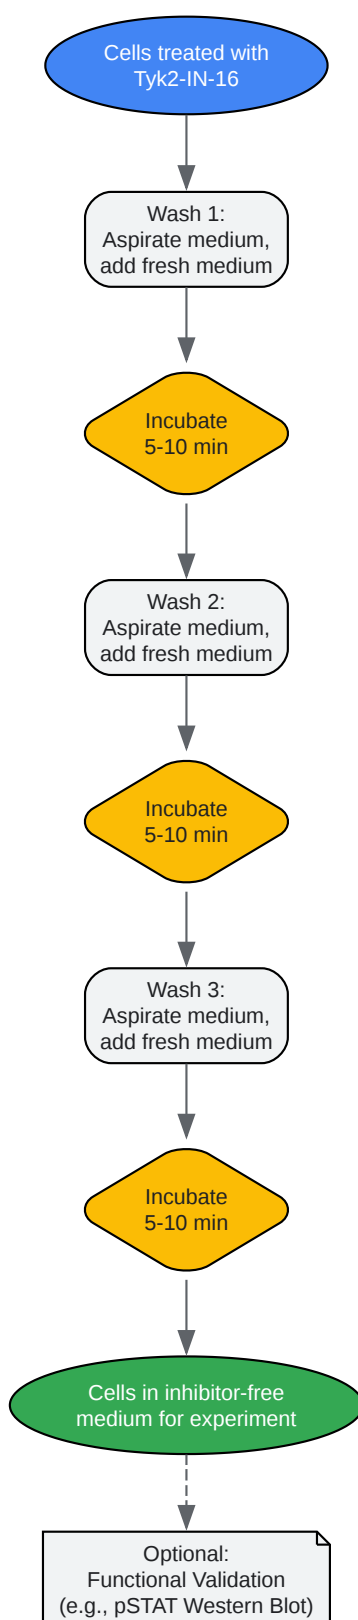 Cells treated with
Tyk2-IN-16
Wash 1:
Aspirate medium,
add fresh medium
Incubate
5-10 min
Wash 2:
Aspirate medium,
add fresh medium
Incubate
5-10 min
Wash 3:
Aspirate medium,
add fresh medium
Incubate
5-10 min
Cells in inhibitor-free
medium for experiment
Optional:
Functional Validation
(e.g., pSTAT Western Blot)